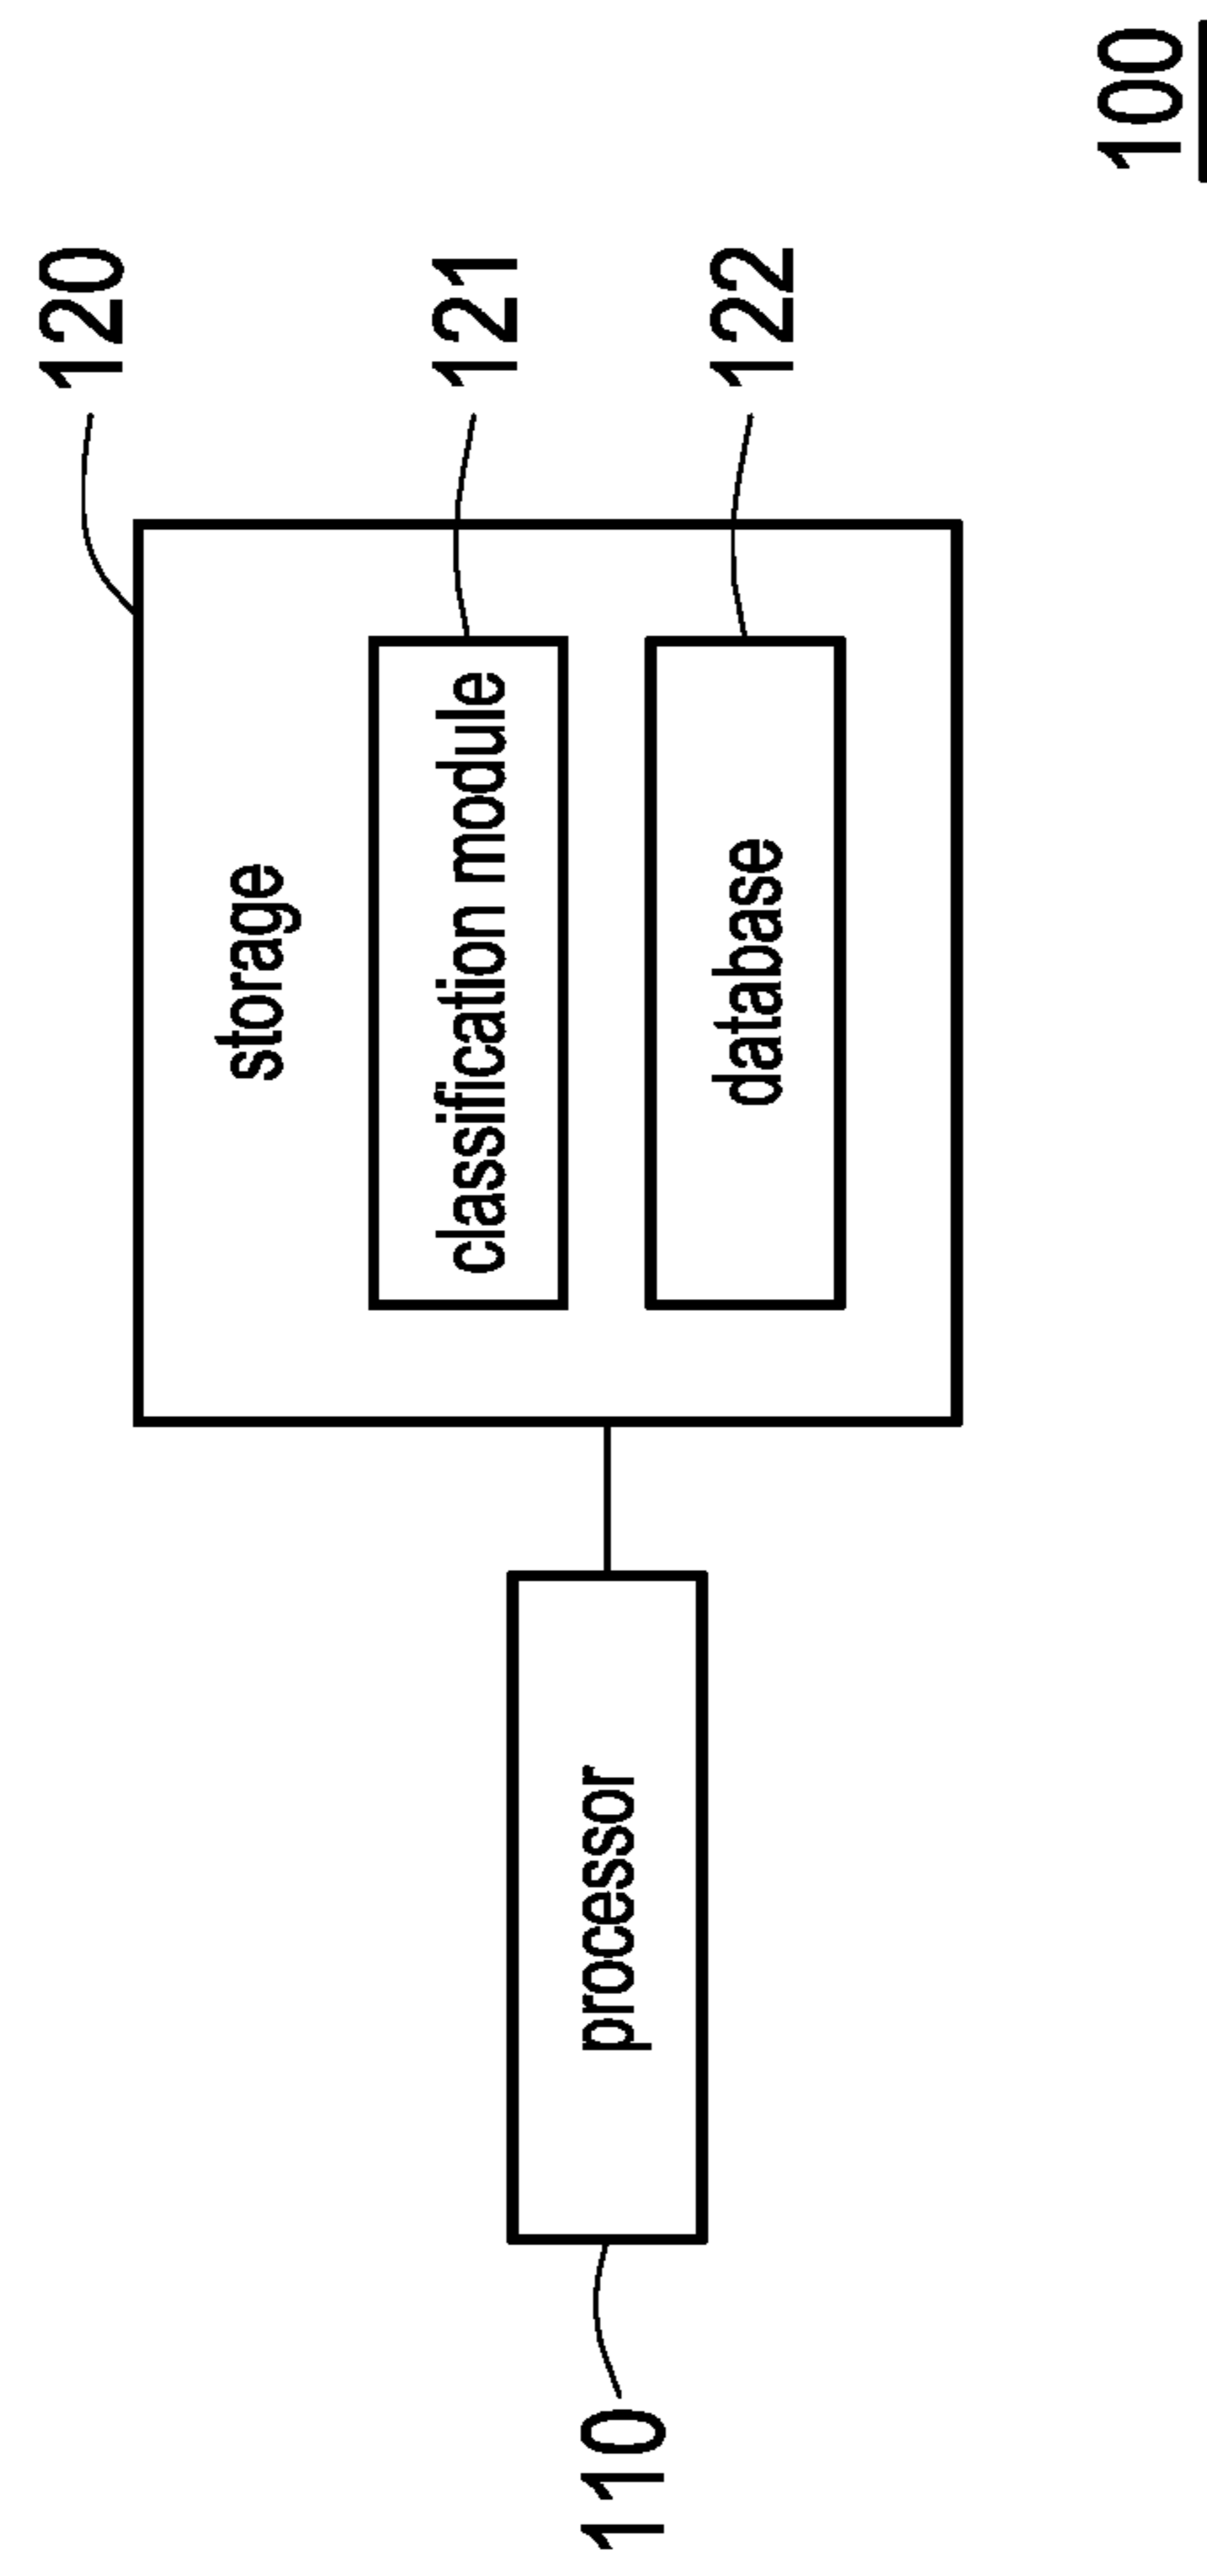 120
storage
121
classification module
110
processor
122
database
100